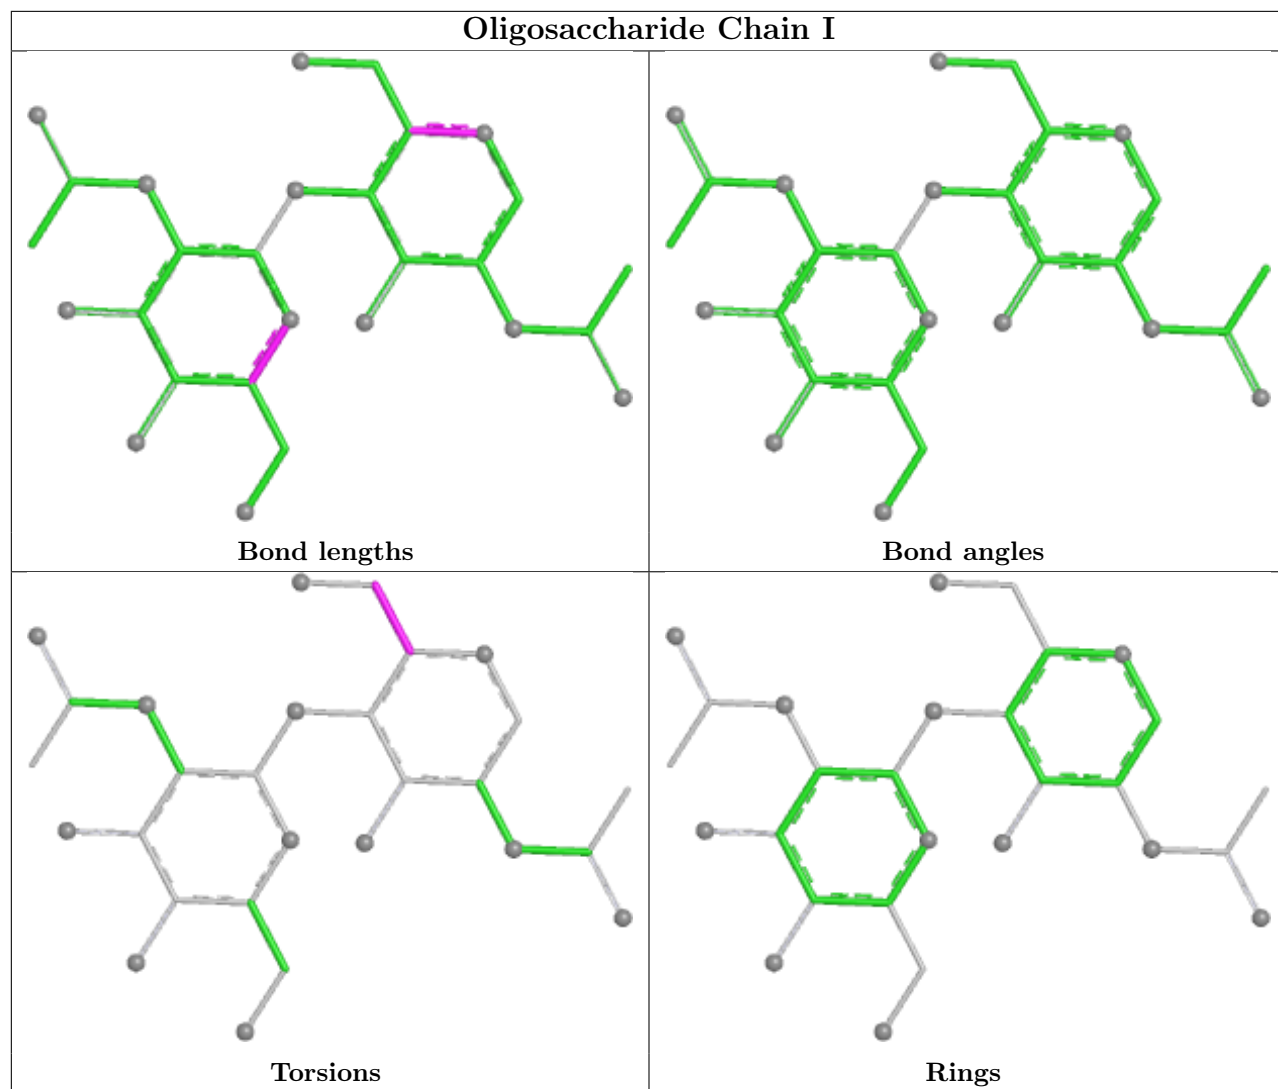 Oligosaccharide Chain I
Bond lengths
Bond angles
Torsions
Rings